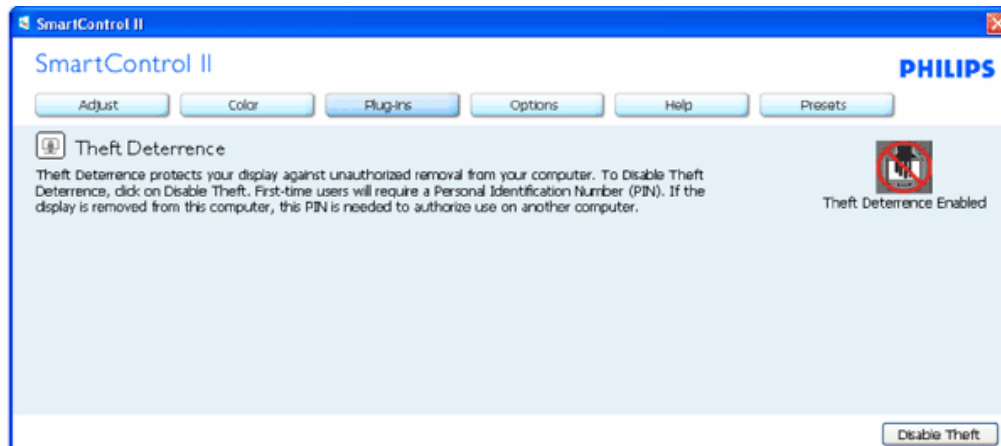 SmartControl II
SmartControl II
PHILIPS
Adjust Color Plug-Ins Options Help Presets
Theft Deterrence
Theft Deterrence protects your display against unauthorized removal from your computer. To Disable Theft
Deterrence, click on Disable Theft. First-time users will require a Personal Identification Number (PIN). If the
display is removed from this computer, this PIN is needed to authorize use on another computer.
Theft Deterrence Enabled
Disable Theft